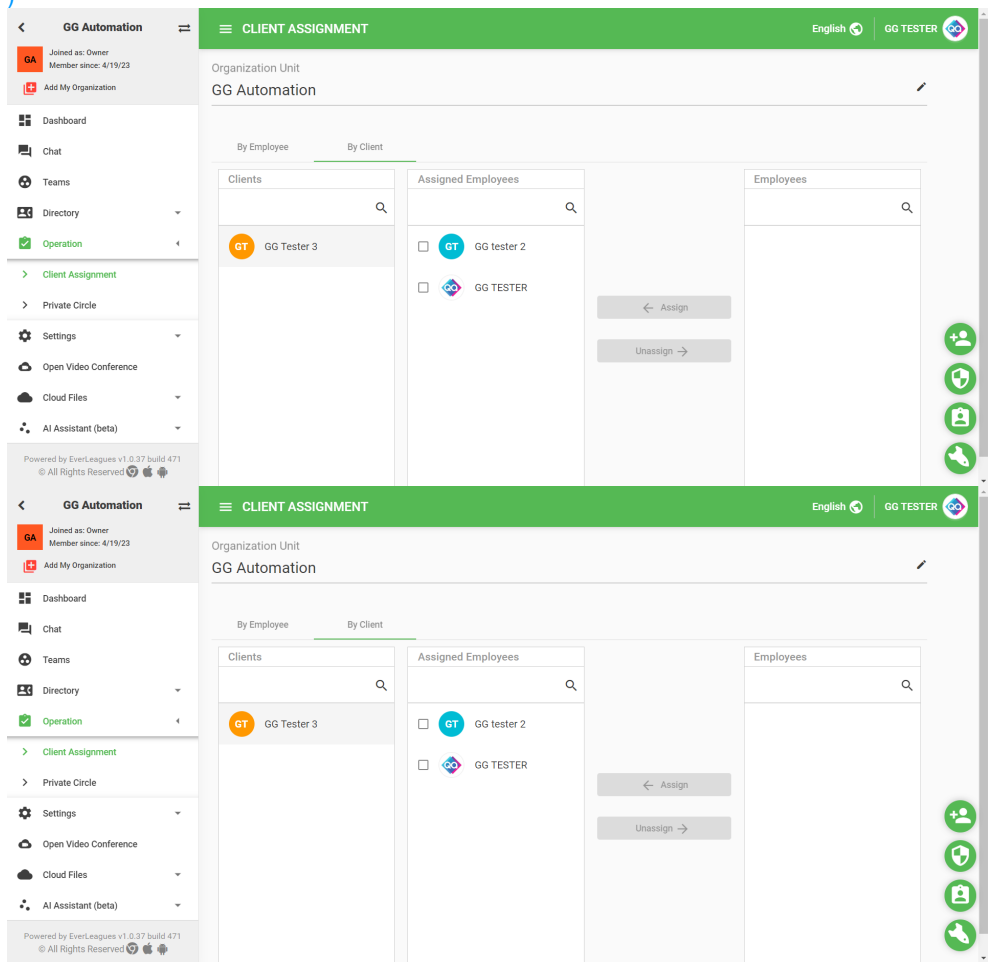 )
GG Automation
GA
Joined as: Owner
Member since: 4/19/23
Add My Organization
Dashboard
Chat
Teams
Directory
Operation
Client Assignment
Private Circle
Settings
Open Video Conference
Cloud Files
AI Assistant (beta)
Powered by EverLeagues v1.0.37 build 471
© All Rights Reserved
CLIENT ASSIGNMENT
English
GG TESTER
GO
Organization Unit
GG Automation
By Employee
By Client
Clients
Assigned Employees
Employees
GT
GG Tester 3
GT
GG tester 2
GO
GG TESTER
Assign
Unassign
GG Automation
GA
Joined as: Owner
Member since: 4/19/23
Add My Organization
Dashboard
Chat
Teams
Directory
Operation
Client Assignment
Private Circle
Settings
Open Video Conference
Cloud Files
AI Assistant (beta)
Powered by EverLeagues v1.0.37 build 471
© All Rights Reserved
CLIENT ASSIGNMENT
English
GG TESTER
GO
Organization Unit
GG Automation
By Employee
By Client
Clients
Assigned Employees
Employees
GT
GG Tester 3
GT
GG tester 2
GO
GG TESTER
Assign
Unassign